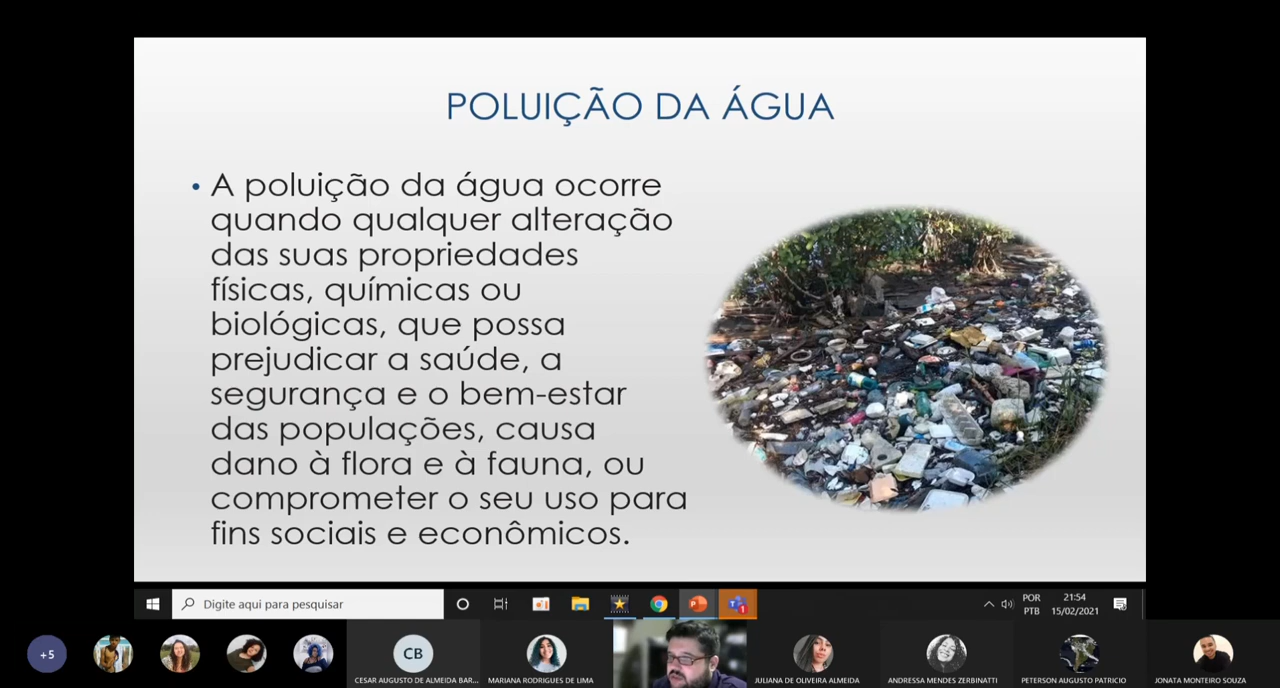 POLUIÇÃO DA ÁGUA
• A poluição da água ocorre
quando qualquer alteração
das suas propriedades
físicas, químicas ou
biológicas, que possa
prejudicar a saúde, a
segurança e o bem-estar
das populações, causa
dano à flora e à fauna, ou
comprometer o seu uso para
fins sociais e econômicos.
Digite aqui para pesquisar
POR
PTB
21:54
15/02/2021
+5
CB
CESAR AUGUSTO DE ALMEIDA BAR...
MARIANA RODRIGUES DE LIMA
JULIANA DE OLIVEIRA ALMEIDA
ANDRESSA MENDES ZERBINATTI
PETERSON AUGUSTO PATRICIO
JONATA MONTEIRO SOUZA